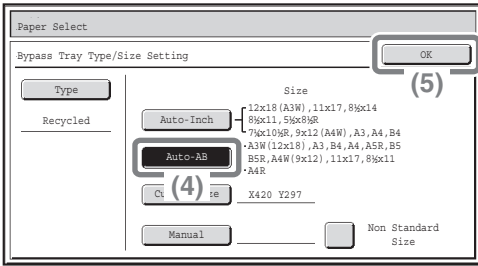 Paper Select
Bypass Tray Type/Size Setting
OK
(5)
Type
Size
Recycled
Auto-Inch
12x18(A3W),11x17,8½x14
8½x11,5½x8½R
7¼x10½R,9x12(A4W),A3,A4,B4
Auto-AB
·A3W(12x18),A3,B4,A4,A5R,B5
B5R,A4W(9x12),11x17,8½x11
·A4R
(4)
X420 Y297
Manual
Non Standard
Size